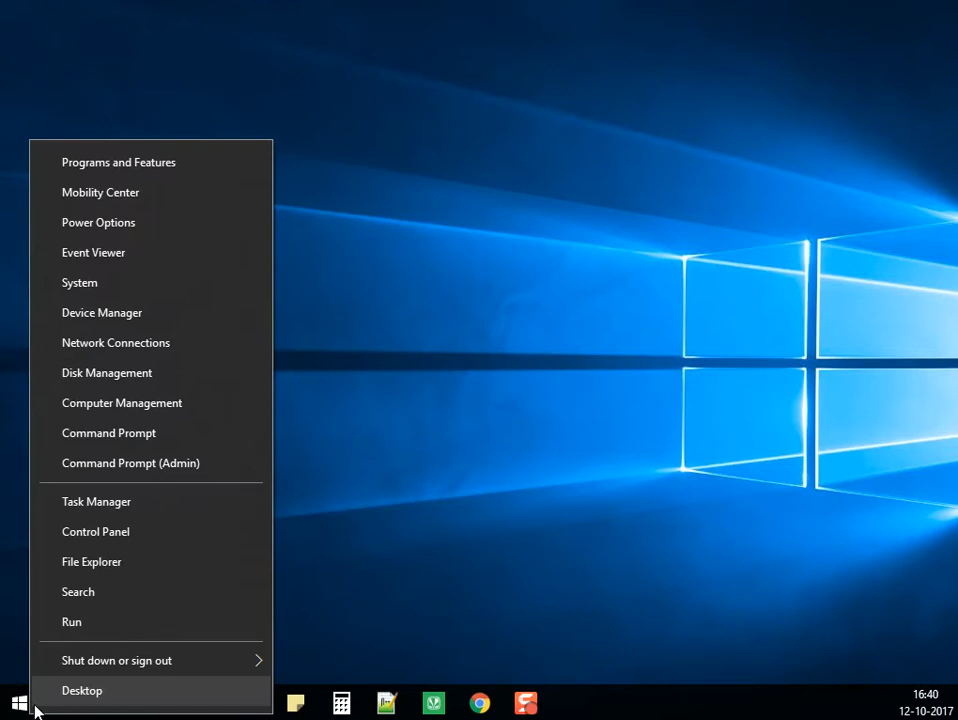 Programs and Features
Mobility Center
Power Options
Event Viewer
System
Device Manager
Network Connections
Disk Management
Computer Management
Command Prompt
Command Prompt (Admin)
Task Manager
Control Panel
File Explorer
Search
Run
Shut down or sign out
Desktop
16:40
12-10-2017